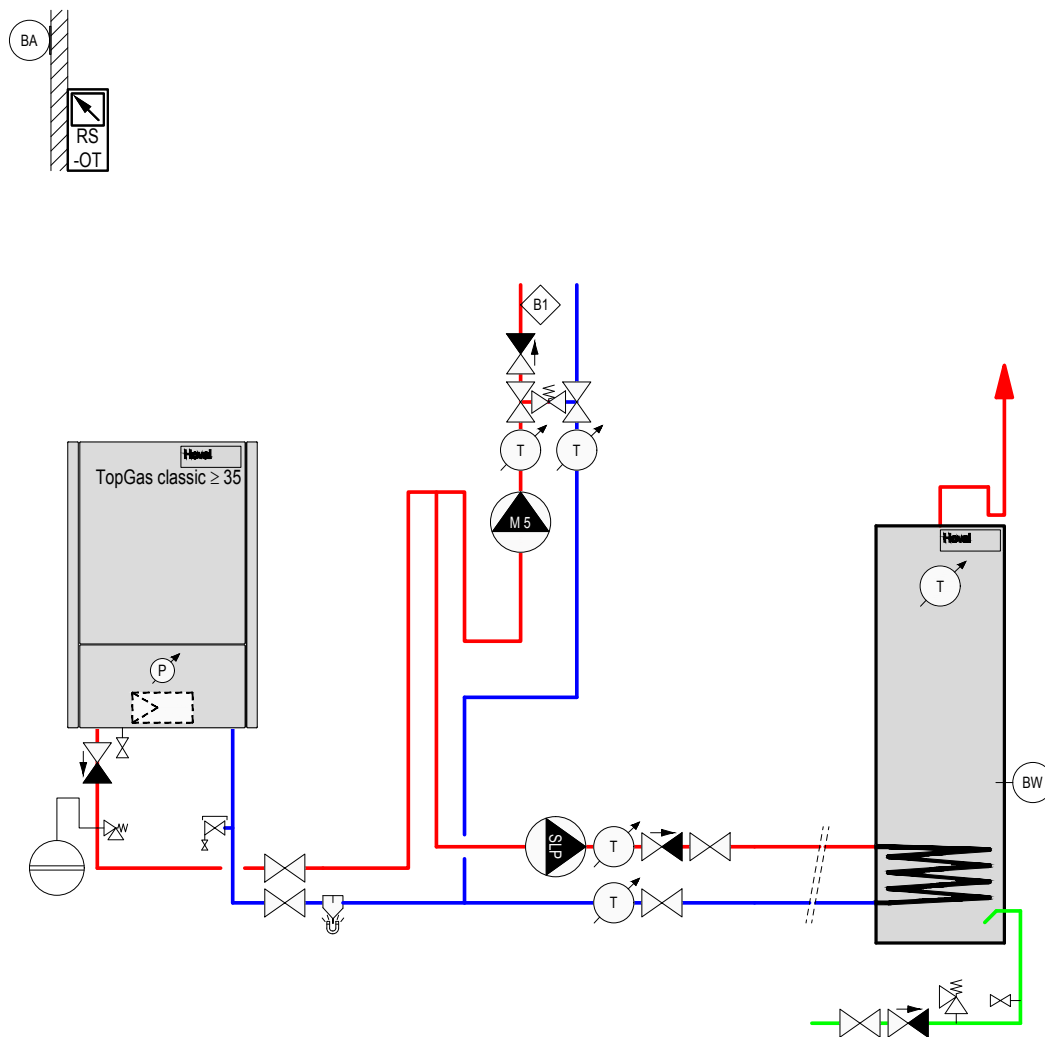 BA
RS
-OT
B1
T
T
Hoval
TopGas classic ≥ 35
M 5
Hoval
T
P
BW
SLP
T
T